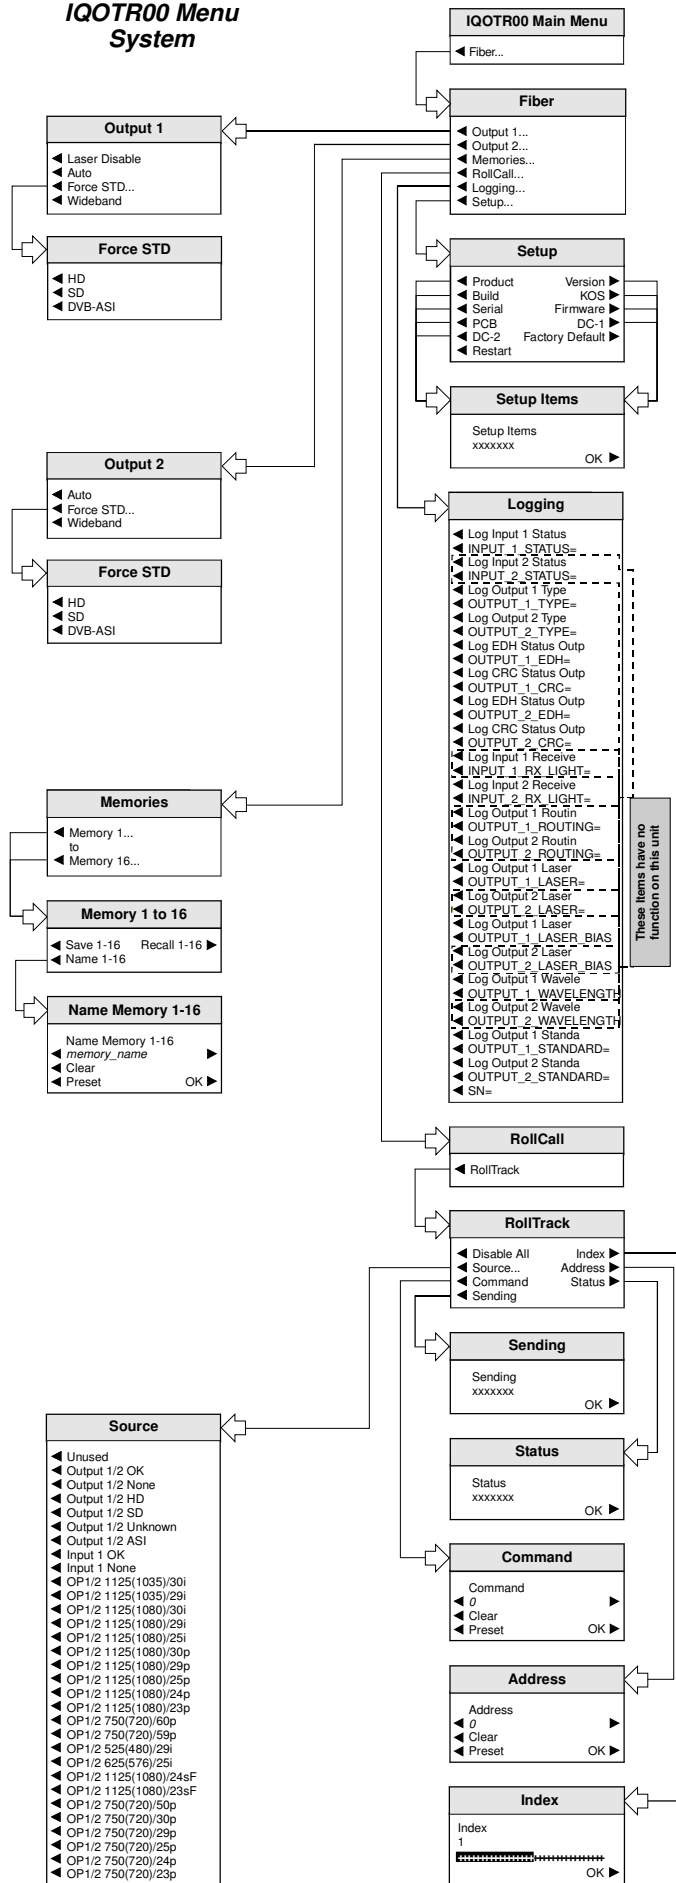 IQOTR00 Menu
System
IQOTR00 Main Menu
Fiber...
Fiber
Output 1...
Output 2...
Memories...
RollCall...
Logging...
Setup...
Output 1
Laser Disable
Auto
Force STD...
Wideband
Force STD
HD
SD
DVB-ASI
Setup
Product Version
Build KOS
Serial Firmware
PCB DC-1
DC-2 Factory Default
Restart
Setup Items
Setup Items
xxxxxxx
OK
Output 2
Auto
Force STD...
Wideband
Force STD
HD
SD
DVB-ASI
Logging
Log Input 1 Status
INPUT_1_STATUS=
Log Input 2 Status
INPUT_2_STATUS=
Log Output 1 Type
OUTPUT_1_TYPE=
Log Output 2 Type
OUTPUT_2_TYPE=
Log EDH Status Outp
OUTPUT_1_EDH=
Log CRC Status Outp
OUTPUT_1_CRC=
Log EDH Status Outp
OUTPUT_2_EDH=
Log CRC Status Outp
OUTPUT_2_CRC=
Log Input 1 Receive
INPUT_1_RX_LIGHT=
Log Input 2 Receive
INPUT_2_RX_LIGHT=
Log Output 1 Routin
OUTPUT_1_ROUTING=
Log Output 2 Routin
OUTPUT_2_ROUTING=
Log Output 1 Laser
OUTPUT_1_LASER=
Log Output 2 Laser
OUTPUT_2_LASER=
Log Output 1 Laser
OUTPUT_1_LASER_BIAS
Log Output 2 Laser
OUTPUT_2_LASER_BIAS
Log Output 1 Wavele
OUTPUT_1_WAVELENGTH
Log Output 2 Wavele
OUTPUT_2_WAVELENGTH
Log Output 1 Standa
OUTPUT_1_STANDARD=
Log Output 2 Standa
OUTPUT_2_STANDARD=
SN=
These Items have no
function on this unit
Memories
Memory 1...
to
Memory 16...
Memory 1 to 16
Save 1-16 Recall 1-16
Name 1-16
Name Memory 1-16
Name Memory 1-16
memory_name
Clear
Preset OK
RollCall
RollTrack
RollTrack
Disable All Index
Source... Address
Command Status
Sending
Sending
Sending
xxxxxxx
OK
Status
Status
xxxxxxx
OK
Command
Command
0
Clear
Preset OK
Address
Address
0
Clear
Preset OK
Index
Index
1
OK
Source
Unused
Output 1/2 OK
Output 1/2 None
Output 1/2 HD
Output 1/2 SD
Output 1/2 Unknown
Output 1/2 ASI
Input 1 OK
Input 1 None
OP1/2 1125(1035)/30i
OP1/2 1125(1035)/29i
OP1/2 1125(1080)/30i
OP1/2 1125(1080)/29i
OP1/2 1125(1080)/25i
OP1/2 1125(1080)/30p
OP1/2 1125(1080)/29p
OP1/2 1125(1080)/25p
OP1/2 1125(1080)/24p
OP1/2 1125(1080)/23p
OP1/2 750(720)/60p
OP1/2 750(720)/59p
OP1/2 525(480)/29i
OP1/2 625(576)/25i
OP1/2 1125(1080)/24sF
OP1/2 1125(1080)/23sF
OP1/2 750(720)/50p
OP1/2 750(720)/30p
OP1/2 750(720)/29p
OP1/2 750(720)/25p
OP1/2 750(720)/24p
OP1/2 750(720)/23p